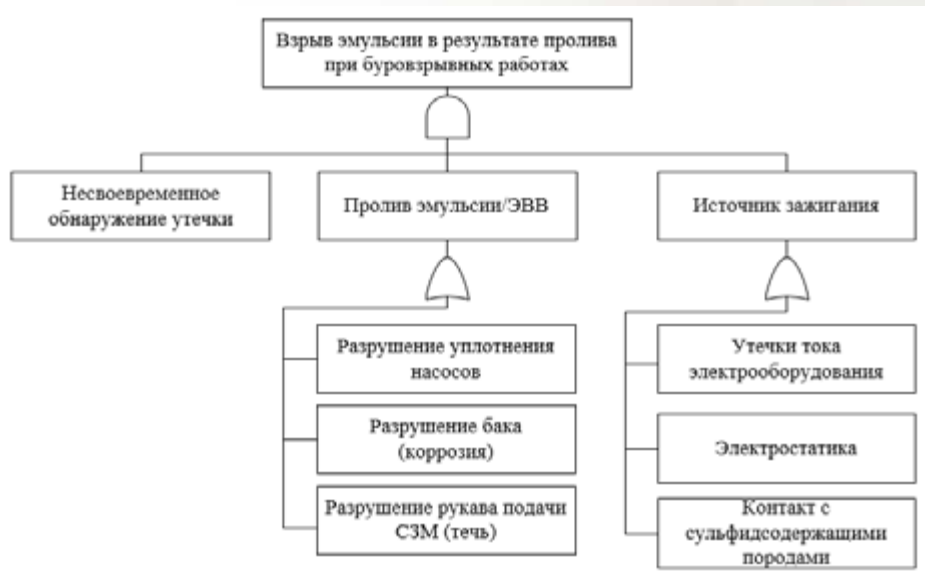 Взрыв эмульсии в результате пролива
при буровзрывных работах
Несвоевременное
обнаружение утечки
Пролив эмульсии/ЭВВ
Источник зажигания
Разрушение уплотнения
насосов
Разрушение бака
(коррозия)
Разрушение рукава подачи
СЗМ (течь)
Утечки тока
электрооборудования
Электростатика
Контакт с
сульфидсодержащими
породами